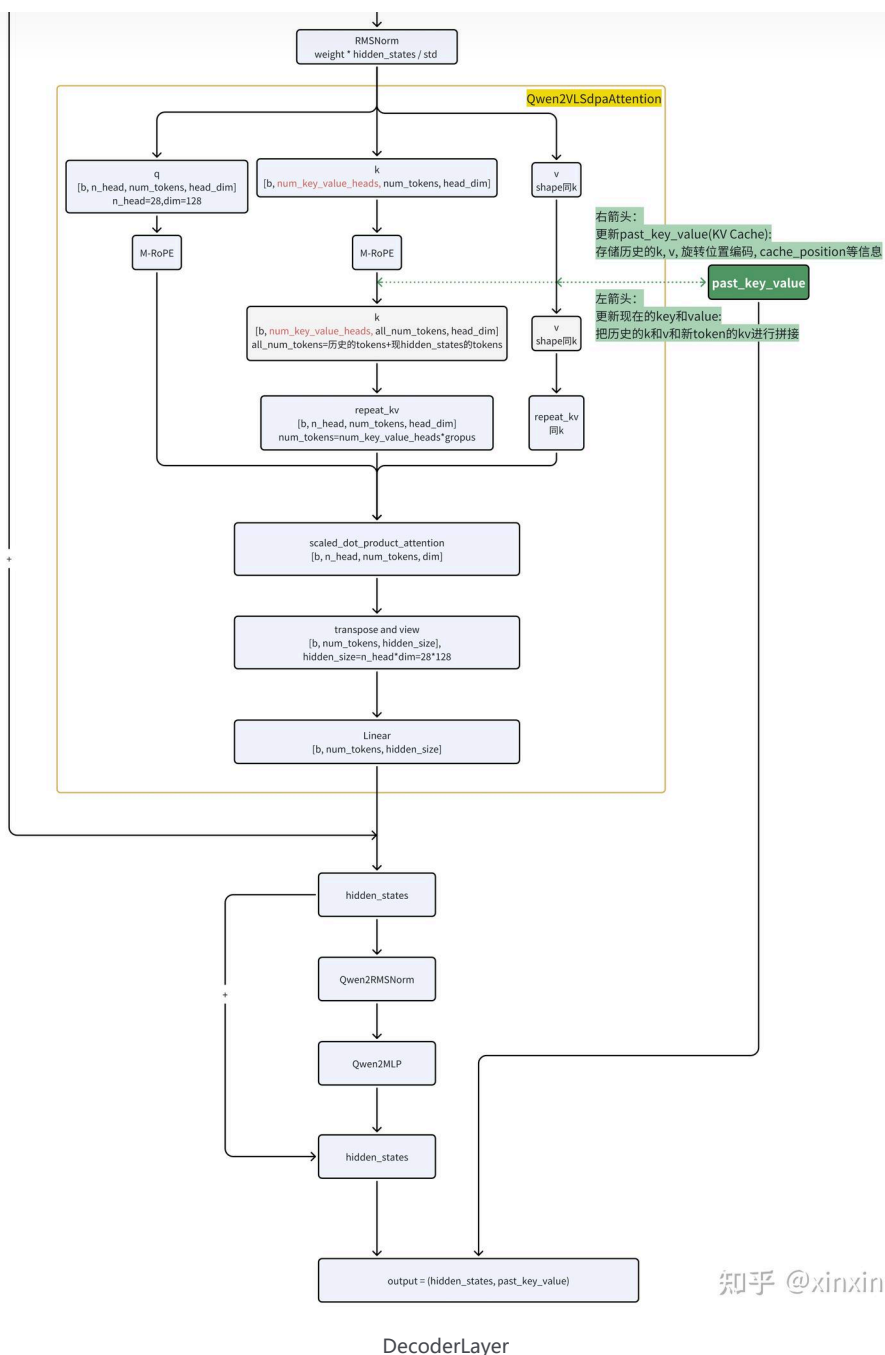 RMSNorm
weight * hidden_states / std
Qwen2VLSdpaAttention
q
[b, n_head, num_tokens, head_dim]
n_head=28,dim=128
k
[b, num_key_value_heads, num_tokens, head_dim]
v
shape同k
右箭头：
更新past_key_value(KV Cache):
存储历史的k, v, 旋转位置编码, cache_position等信息
M-RoPE
M-RoPE
past_key_value
左箭头：
更新现在的key和value:
把历史的k和v和新token的kv进行拼接
k
[b, num_key_value_heads, all_num_tokens, head_dim]
all_num_tokens=历史的tokens+现hidden_states的tokens
v
shape同k
repeat_kv
[b, n_head, num_tokens, head_dim]
num_tokens=num_key_value_heads*gropus
repeat_kv
同k
scaled_dot_product_attention
[b, n_head, num_tokens, dim]
+
transpose and view
[b, num_tokens, hidden_size],
hidden_size=n_head*dim=28*128
Linear
[b, num_tokens, hidden_size]
hidden_states
Qwen2RMSNorm
+
Qwen2MLP
hidden_states
output = (hidden_states, past_key_value)
知乎 @xinxin
DecoderLayer